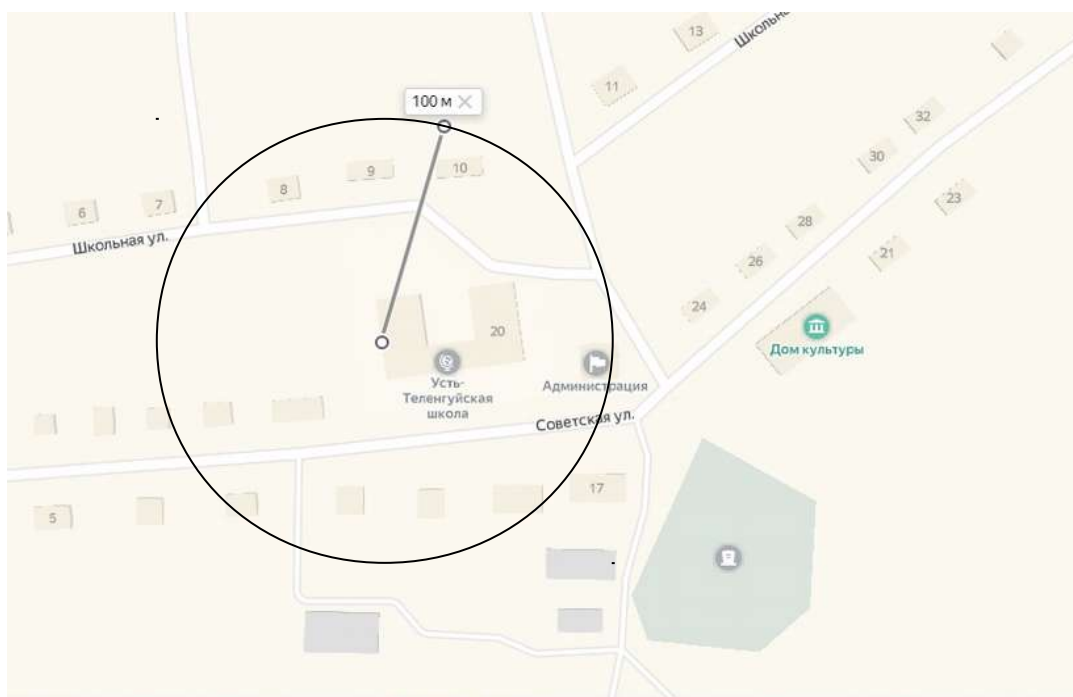 13
Школьна
11
100 м
32
30
9
10
8
23
7
6
28
Школьная ул.
21
26
24
20
Дом культуры
Усть-
Теленгуйская
школа
Администрация
Советская ул.
17
5